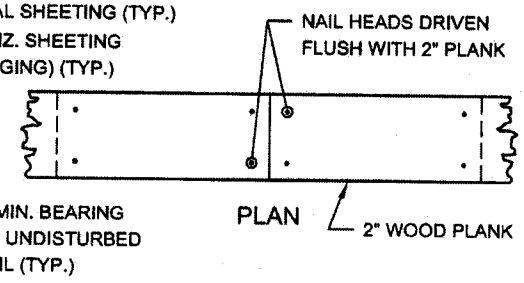 AL SHEETING (TYP.)
IZ. SHEETING
GING) (TYP.)
NAIL HEADS DRIVEN
FLUSH WITH 2" PLANK
MIN. BEARING
UNDISTURBED
IL (TYP.)
PLAN
2" WOOD PLANK